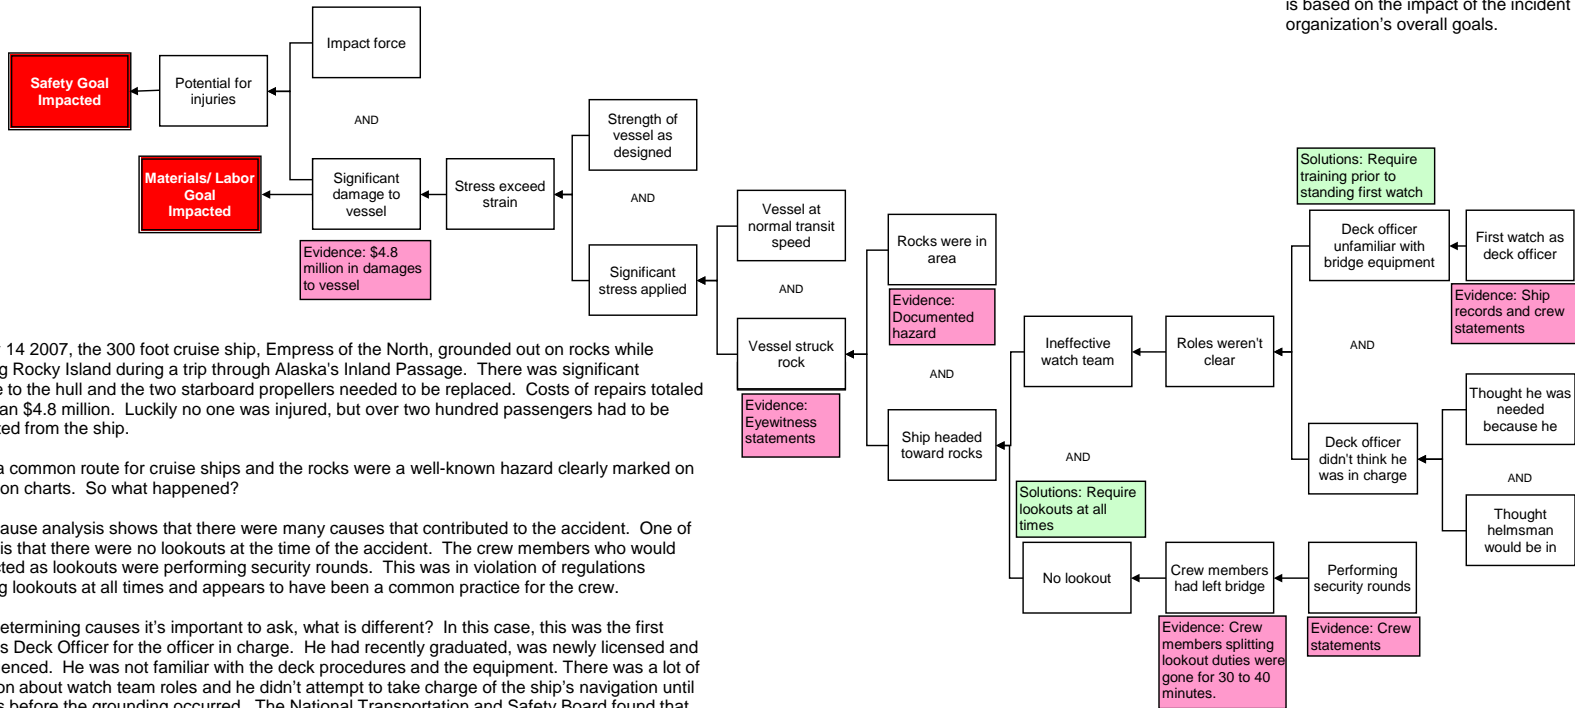 is based on the impact of the incident
organization's overall goals.
Impact force
Safety Goal
Impacted
Potential for
injuries
AND
Strength of
vessel as
designed
Materials/ Labor
Goal
Impacted
Significant
damage to
vessel
Stress exceed
strain
AND
Evidence: $4.8
million in damages
to vessel
Significant
stress applied
Vessel at
normal transit
speed
AND
Vessel struck
rock
Evidence:
Eyewitness
statements
Rocks were in
area
Evidence:
Documented
hazard
AND
Ship headed
toward rocks
Ineffective
watch team
Roles weren't
clear
AND
Solutions: Require
lookouts at all
times
No lookout
Crew members
had left bridge
Performing
security rounds
Evidence: Crew
members splitting
lookout duties were
gone for 30 to 40
minutes.
Evidence: Crew
statements
Solutions: Require
training prior to
standing first watch
Deck officer
unfamiliar with
bridge equipment
First watch as
deck officer
Evidence: Ship
records and crew
statements
AND
Deck officer
didn't think he
was in charge
Thought he was
needed
because he
AND
Thought
helmsman
would be in
14 2007, the 300 foot cruise ship, Empress of the North, grounded out on rocks while
g Rocky Island during a trip through Alaska's Inland Passage. There was significant
e to the hull and the two starboard propellers needed to be replaced. Costs of repairs totaled
an $4.8 million. Luckily no one was injured, but over two hundred passengers had to be
ted from the ship.
a common route for cruise ships and the rocks were a well-known hazard clearly marked on
on charts. So what happened?
ause analysis shows that there were many causes that contributed to the accident. One of
is that there were no lookouts at the time of the accident. The crew members who would
cted as lookouts were performing security rounds. This was in violation of regulations
g lookouts at all times and appears to have been a common practice for the crew.
etermining causes it's important to ask, what is different? In this case, this was the first
s Deck Officer for the officer in charge. He had recently graduated, was newly licensed and
enced. He was not familiar with the deck procedures and the equipment. There was a lot of
on about watch team roles and he didn't attempt to take charge of the ship's navigation until
s before the grounding occurred. The National Transportation and Safety Board found that